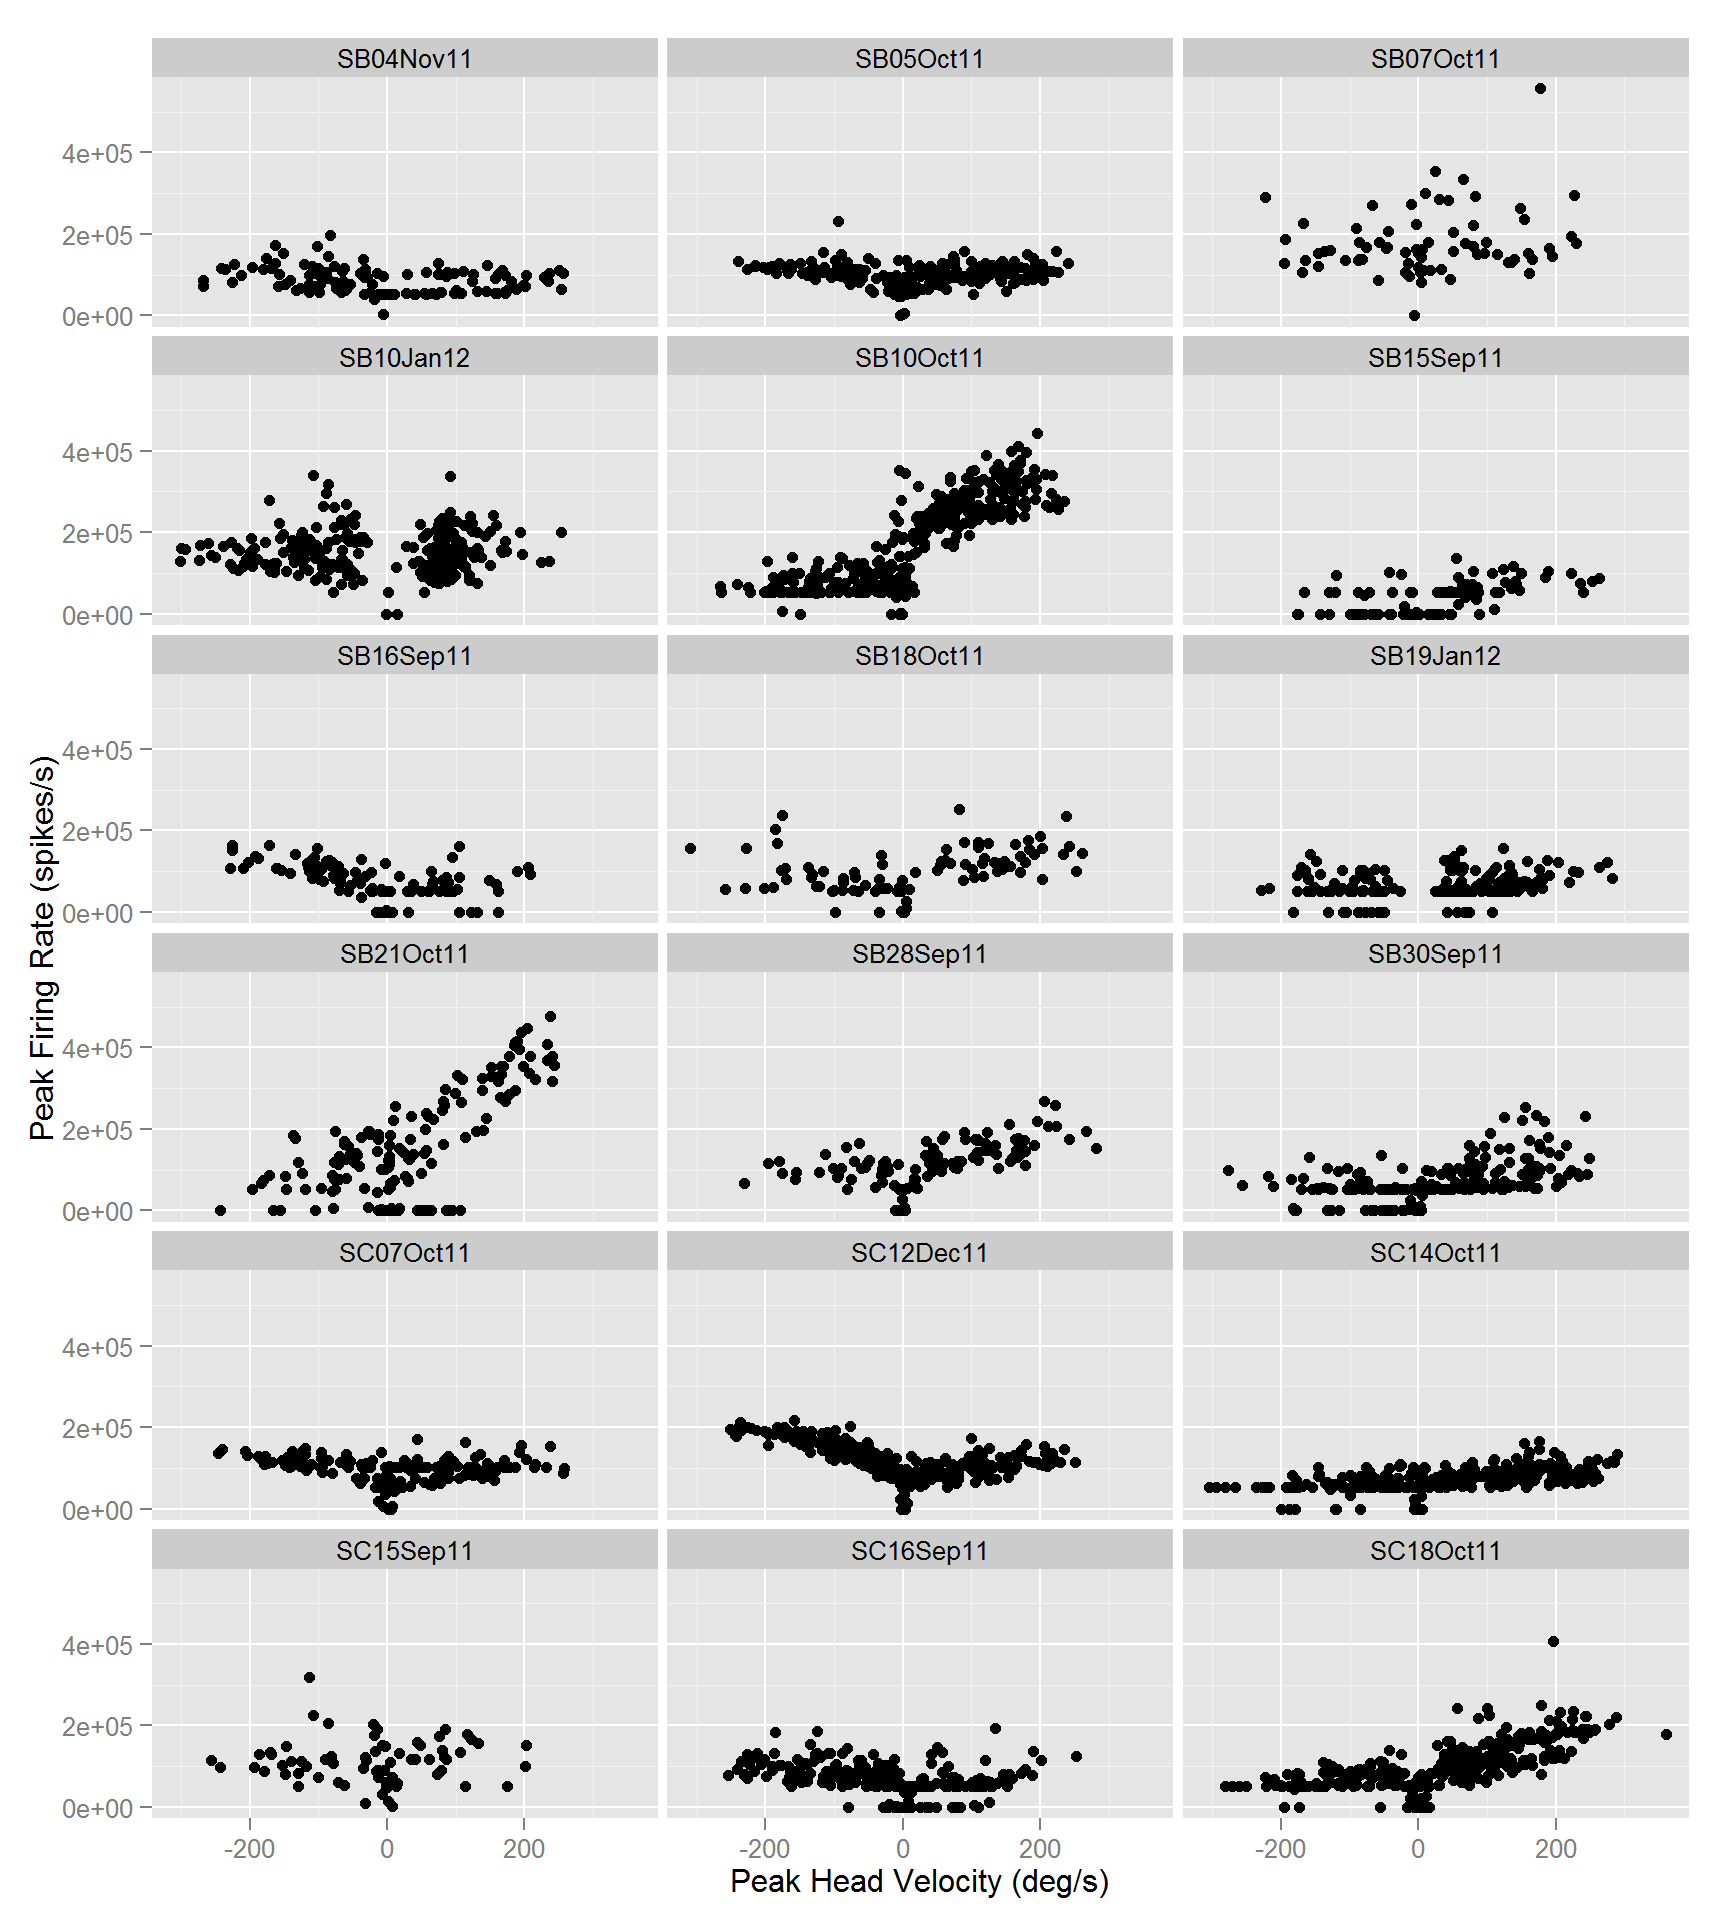 SB04Nov11 SB05Oct11 SB07Oct11
4e+05
2e+05
0e+00
SB10Jan12 SB10Oct11 SB15Sep11
4e+05
2e+05
0e+00
SB16Sep11 SB18Oct11 SB19Jan12
4e+05
2e+05
0e+00
Peak Firing Rate (spikes/s)
SB21Oct11 SB28Sep11 SB30Sep11
4e+05
2e+05
0e+00
SC07Oct11 SC12Dec11 SC14Oct11
4e+05
2e+05
0e+00
SC15Sep11 SC16Sep11 SC18Oct11
4e+05
2e+05
0e+00
-200 0 200 -200 0 200 -200 0 200
Peak Head Velocity (deg/s)